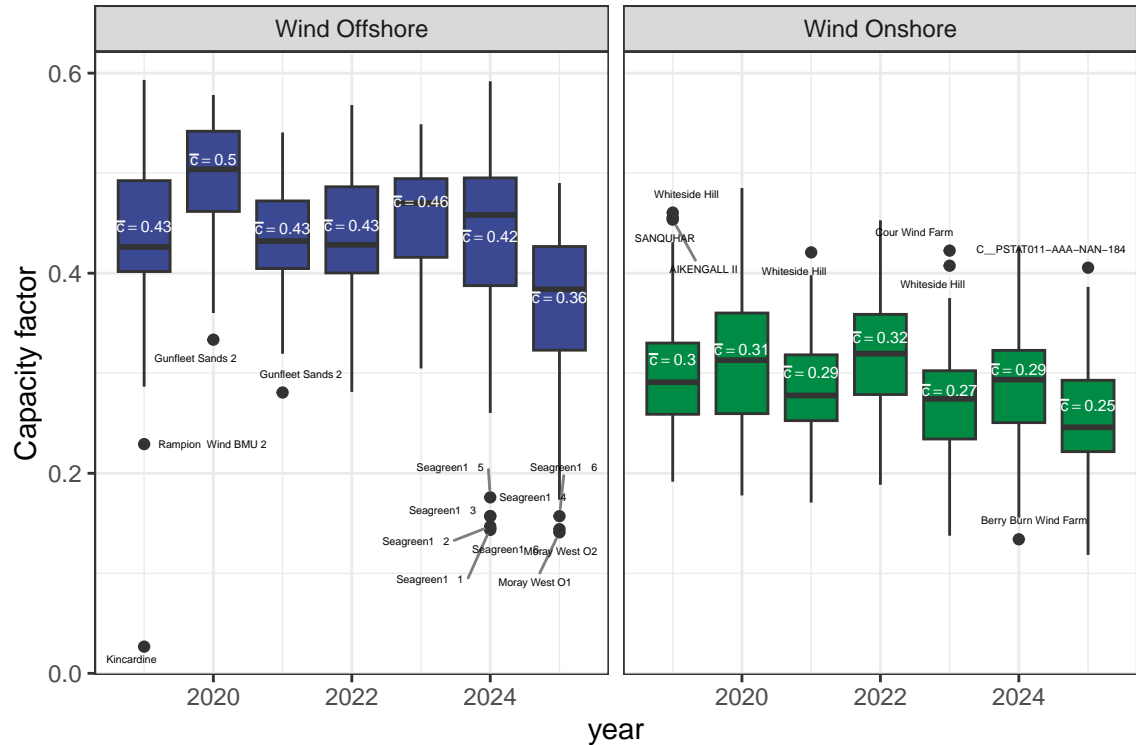 Wind Offshore
Wind Onshore
Capacity factor
0.6
0.4
0.2
0.0
c̅ = 0.43
c̅ = 0.5
c̅ = 0.43
c̅ = 0.43
c̅ = 0.46
c̅ = 0.42
c̅ = 0.36
Gunfleet Sands 2
Gunfleet Sands 2
Rampion Wind BMU 2
Kincardine
Seagreen1 5
Seagreen1 6
Seagreen1 4
Seagreen1 3
Seagreen1 2
Seagreen1 6
Moray West O2
Seagreen1 1
Moray West O1
Whiteside Hill
SANQUHAR
AIKENGALL II
Whiteside Hill
Cour Wind Farm
Whiteside Hill
C__PSTAT011−AAA−NAN−184
c̅ = 0.3
c̅ = 0.31
c̅ = 0.29
c̅ = 0.32
c̅ = 0.27
c̅ = 0.29
c̅ = 0.25
Berry Burn Wind Farm
2020
2022
2024
2020
2022
2024
year